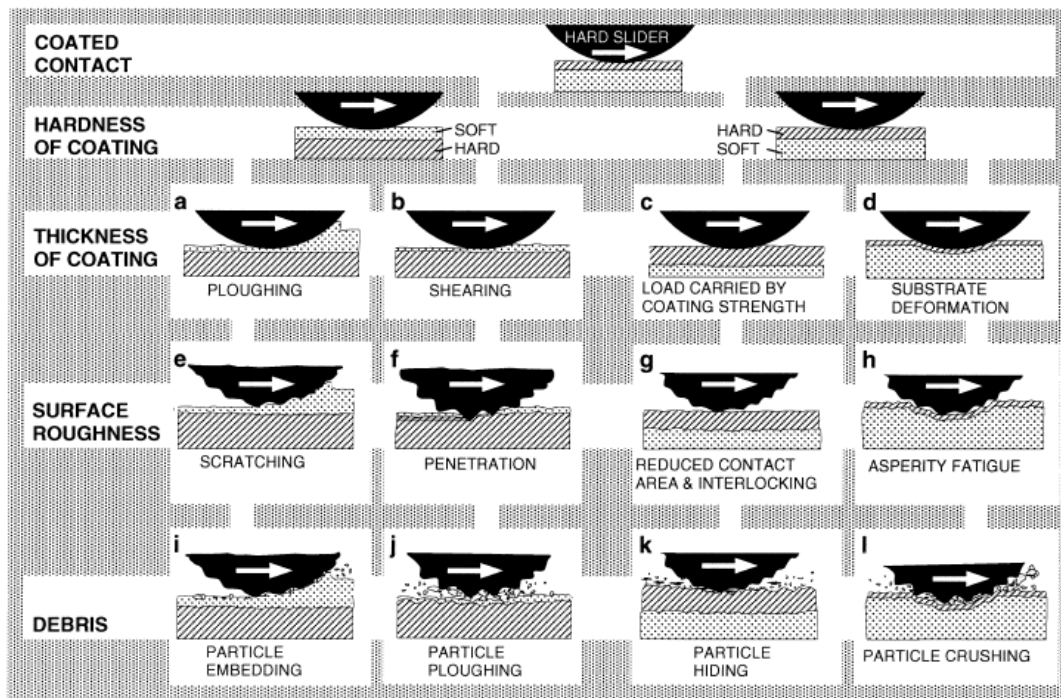 COATED
CONTACT
HARD SLIDER
HARDNESS
OF COATING
SOFT
HARD
HARD
SOFT
THICKNESS
OF COATING
a
PLOUGHING
b
SHEARING
c
LOAD CARRIED BY
COATING STRENGTH
d
SUBSTRATE
DEFORMATION
SURFACE
ROUGHNESS
e
SCRATCHING
f
PENETRATION
g
REDUCED CONTACT
AREA & INTERLOCKING
h
ASPERITY FATIGUE
DEBRIS
i
PARTICLE
EMBEDDING
j
PARTICLE
PLOUGHING
k
PARTICLE
HIDING
l
PARTICLE CRUSHING